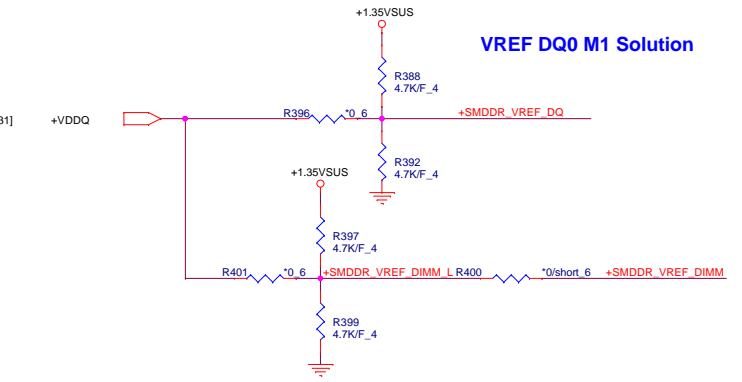 +1.35VSUS
VREF DQ0 M1 Solution
R388
4.7K/F_4
31]
+VDDQ
R396
*0_6
+SMDDR_VREF_DQ
R392
4.7K/F_4
+1.35VSUS
R397
4.7K/F_4
R401
*0_6
+SMDDR_VREF_DIMM_L
R400
*0/short_6
+SMDDR_VREF_DIMM
R399
4.7K/F_4